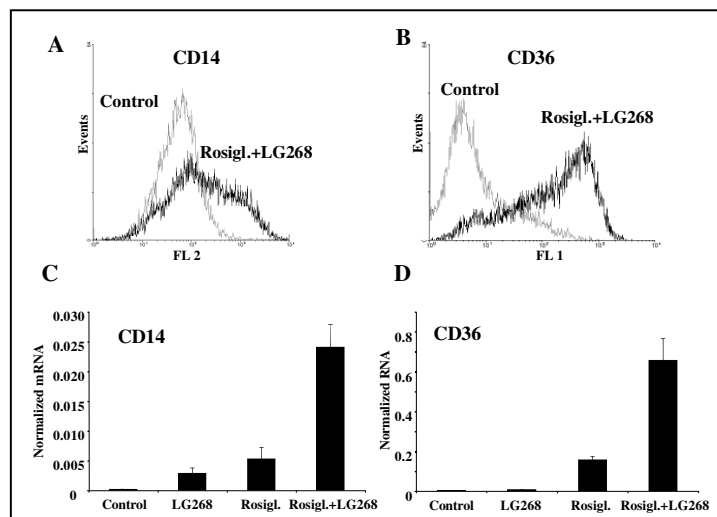 A
CD14
Control
Rosigl.+LG268
Events
FL 2
B
CD36
Control
Rosigl.+LG268
Events
FL 1
C
CD14
Normalized mRNA
0.030
0.025
0.020
0.015
0.010
0.005
0
Control LG268 Rosigl. Rosigl.+LG268
D
CD36
Normalized RNA
0.8
0.6
0.4
0.2
0
Control LG268 Rosigl. Rosigl.+LG268